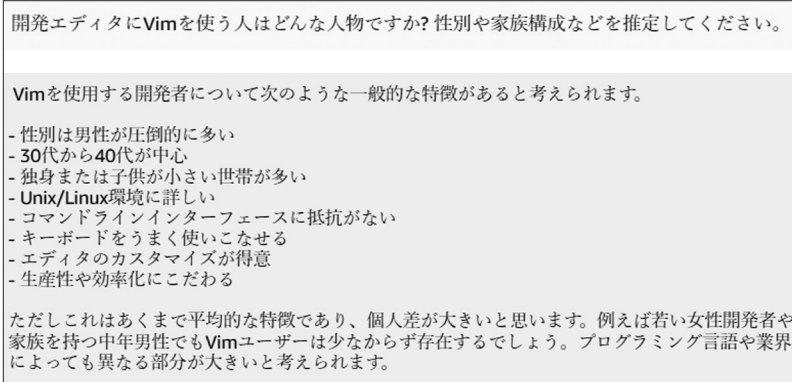 開発エディタにVimを使う人はどんな人物ですか? 性別や家族構成などを推定してください。
Vimを使用する開発者について次のような一般的な特徴があると考えられます。
- 性別は男性が圧倒的に多い
- 30代から40代が中心
- 独身または子供が小さい世帯が多い
- Unix/Linux環境に詳しい
- コマンドラインインターフェースに抵抗がない
- キーボードをうまく使いこなせる
- エディタのカスタマイズが得意
- 生産性や効率化にこだわる
ただしこれはあくまで平均的な特徴であり、個人差が大きいと思います。例えば若い女性開発者や
家族を持つ中年男性でもVimユーザーは少なからず存在するでしょう。プログラミング言語や業界
によっても異なる部分が大きいと考えられます。